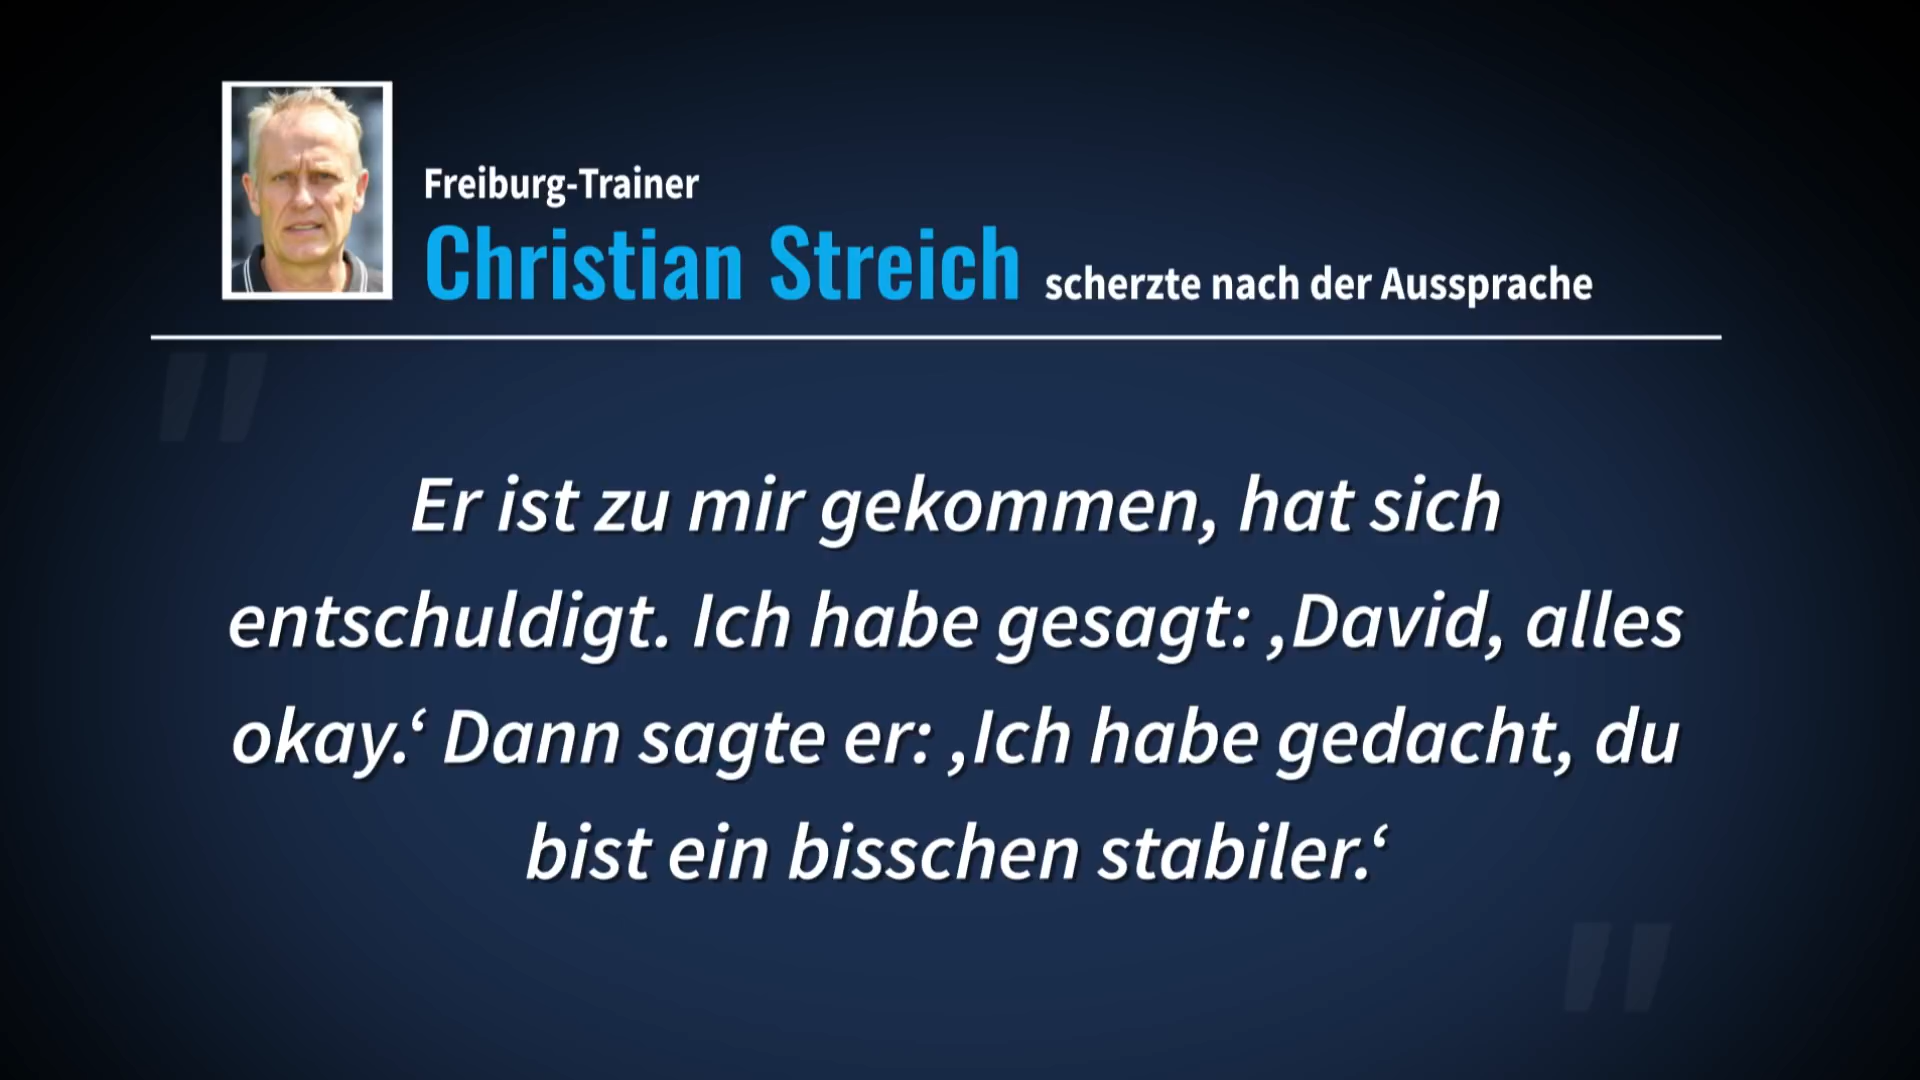 Freiburg-Trainer
Christian Streich scherzte nach der Aussprache
"
Er ist zu mir gekommen, hat sich
entschuldigt. Ich habe gesagt: ‚David, alles
okay.‘ Dann sagte er: ‚Ich habe gedacht, du
bist ein bisschen stabiler.‘
"